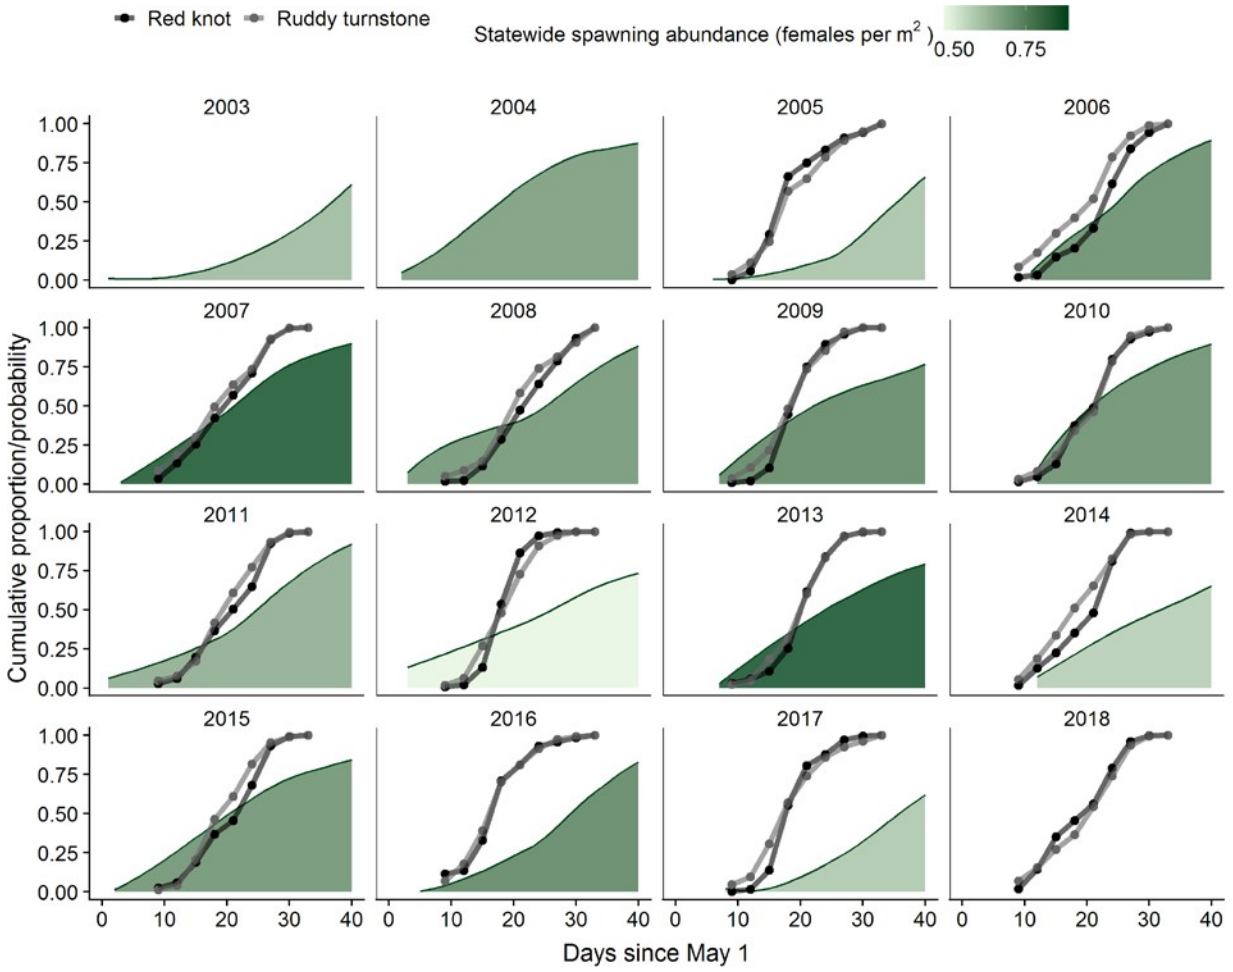 Red knot Ruddy turnstone
Statewide spawning abundance (females per m²)
0.50 0.75
2003 2004 2005 2006
1.00
0.75
0.50
0.25
0.00
2007 2008 2009 2010
1.00
0.75
0.50
0.25
0.00
2011 2012 2013 2014
1.00
0.75
0.50
0.25
0.00
2015 2016 2017 2018
1.00
0.75
0.50
0.25
0.00
0 10 20 30 40 0 10 20 30 40 0 10 20 30 40 0 10 20 30 40
Cumulative proportion/probability
Days since May 1